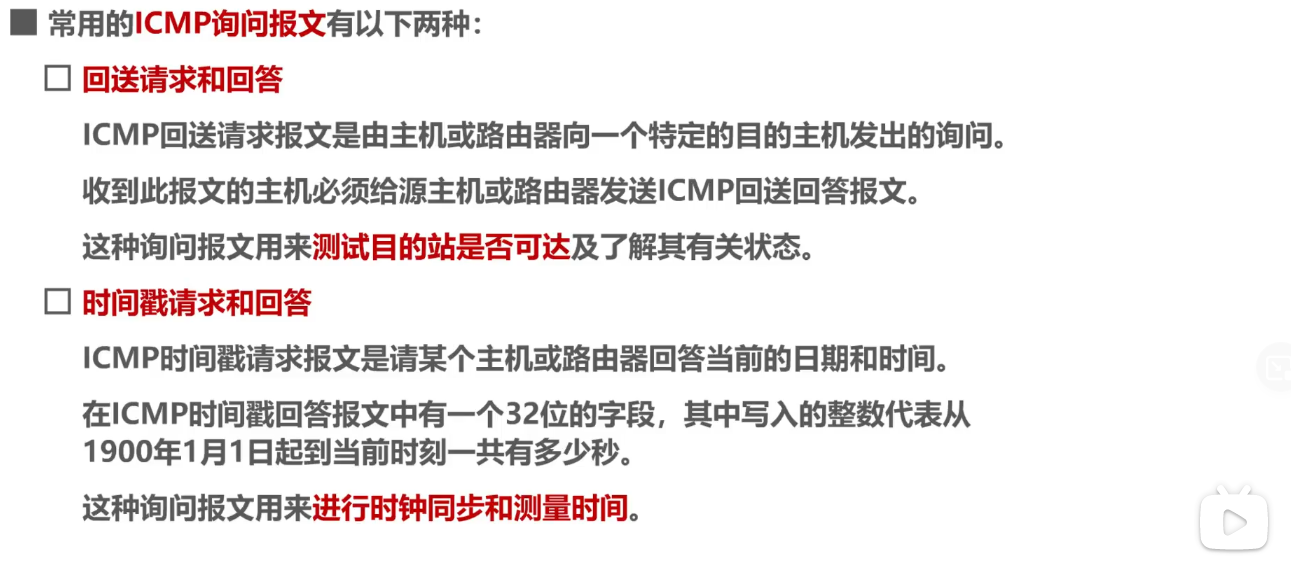 常用的ICMP询问报文有以下两种：
回送请求和回答
ICMP回送请求报文是由主机或路由器向一个特定的目的主机发出的询问。
收到此报文的主机必须给源主机或路由器发送ICMP回送回答报文。
这种询问报文用来测试目的站是否可达及了解其有关状态。
时间戳请求和回答
ICMP时间戳请求报文是请某个主机或路由器回答当前的日期和时间。
在ICMP时间戳回答报文中有一个32位的字段，其中写入的整数代表从
1900年1月1日起到当前时刻一共有多少秒。
这种询问报文用来进行时钟同步和测量时间。